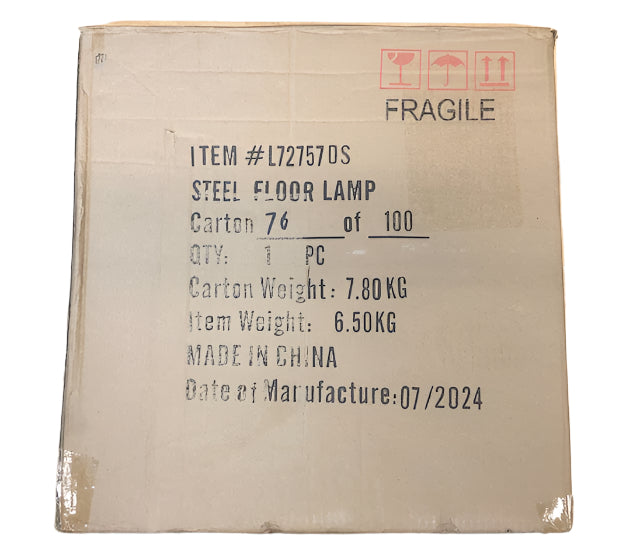 FRAGILE
ITEM #L72757DS
STEEL FLOOR LAMP
Carton 76 of 100
QTY: 1 PC
Carton Weight: 7.80KG
Item Weight: 6.50KG
MADE IN CHINA
Date of Manufacture: 07/2024